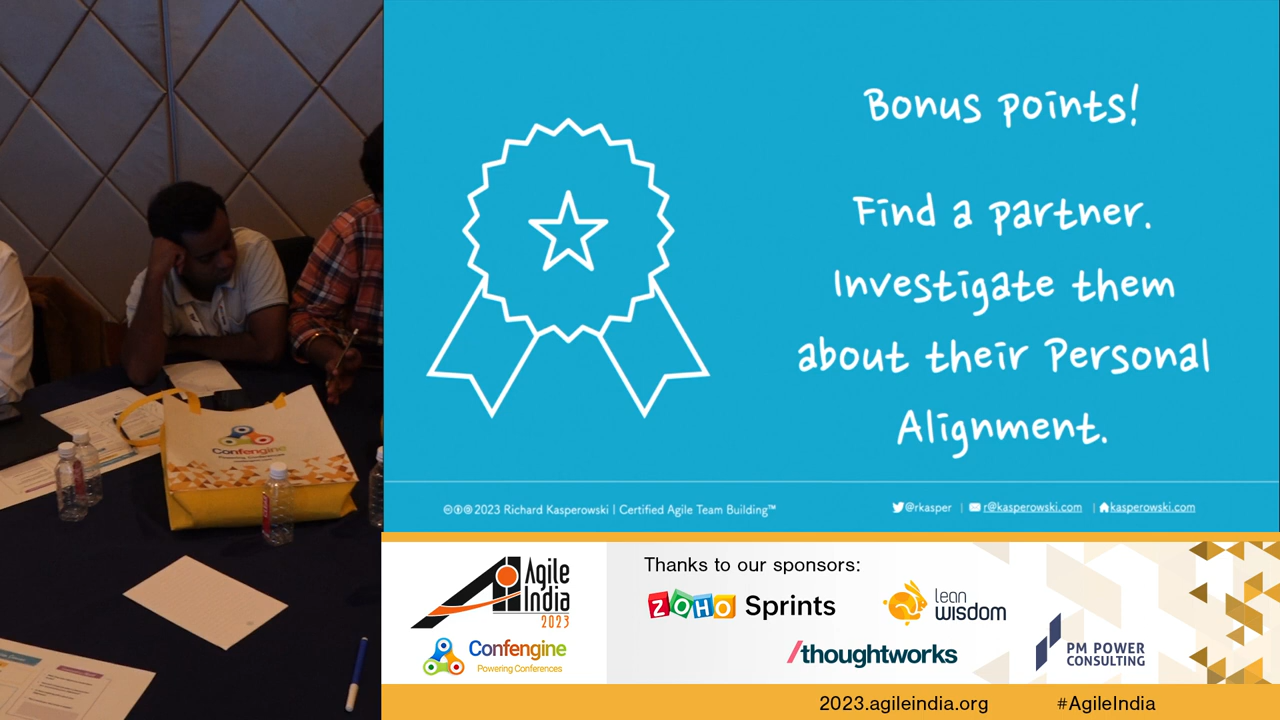 Bonus points!
Find a partner.
Investigate them
about their Personal
Alignment.
2023 Richard Kasperowski | Certified Agile Team Building™
@rkasper | r@kasperowski.com | kasperowski.com
Confengine
Agile
India
2023
Confengine
Powering Conferences
Thanks to our sponsors:
ZOHO Sprints
lean
wisdom
/thoughtworks
PM POWER
CONSULTING
2023.agileindia.org #AgileIndia